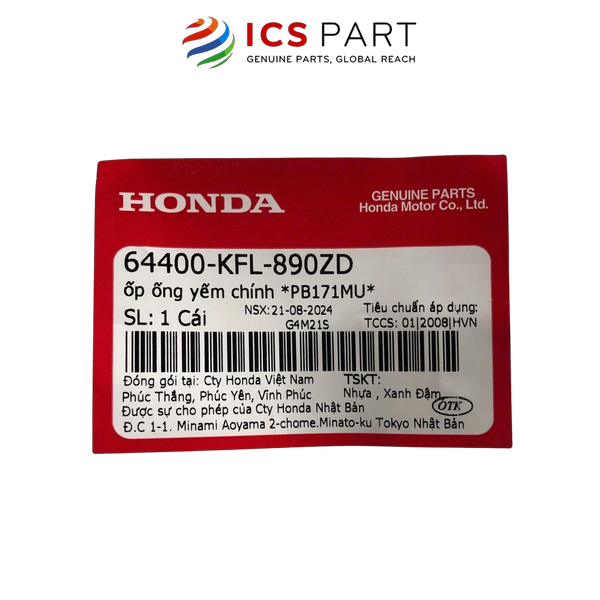 ICS PART
GENUINE PARTS, GLOBAL REACH
HONDA
GENUINE PARTS
Honda Motor Co., Ltd.
64400-KFL-890ZD
ốp ống yếm chính *PB171MU*
SL: 1 Cái
NSX: 21-08-2024
G4M21S
Tiêu chuẩn áp dụng:
TCCS: 01|2008|HVN
Đóng gói tại: Cty Honda Việt Nam
Phúc Thắng, Phúc Yên, Vĩnh Phúc
TSKT:
Nhựa , Xanh Đậm,
Được sự cho phép của Cty Honda Nhật Bản
OTK
Đ.C 1-1. Minami Aoyama 2-chome.Minato-ku Tokyo Nhật Bản